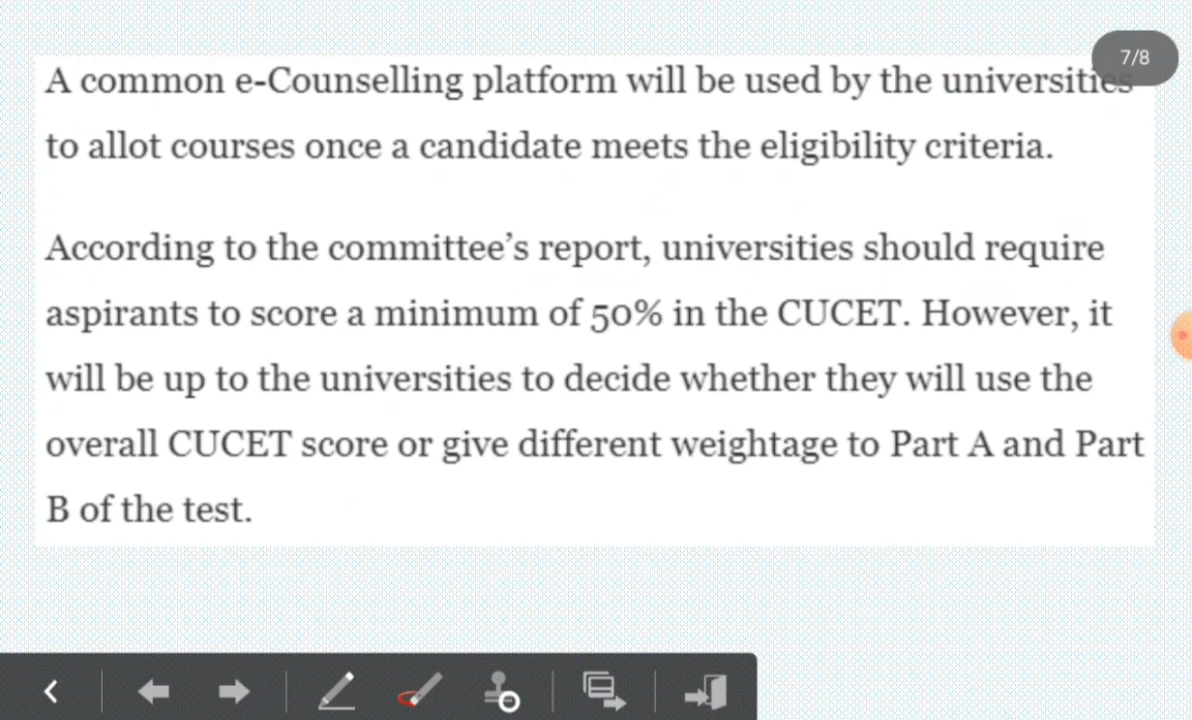 7/8
A common e-Counselling platform will be used by the universities
to allot courses once a candidate meets the eligibility criteria.
According to the committee’s report, universities should require
aspirants to score a minimum of 50% in the CUCET. However, it
will be up to the universities to decide whether they will use the
overall CUCET score or give different weightage to Part A and Part
B of the test.